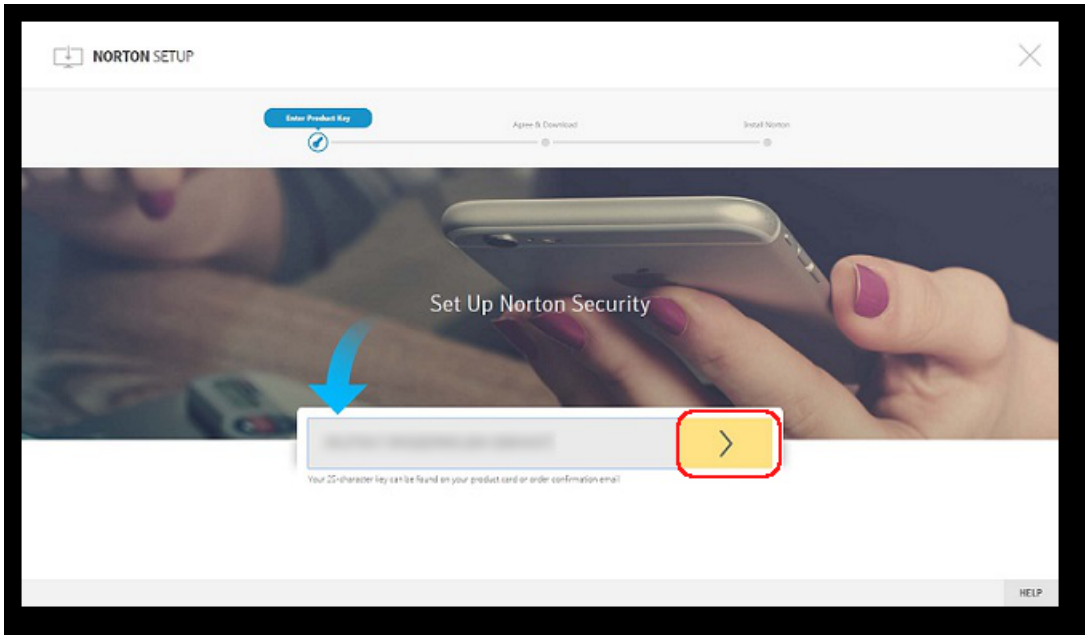 NORTON SETUP
Enter Product Key
Agree & Download
Install Norton
Set Up Norton Security
Your 25-character key can be found on your product card or order confirmation email
HELP